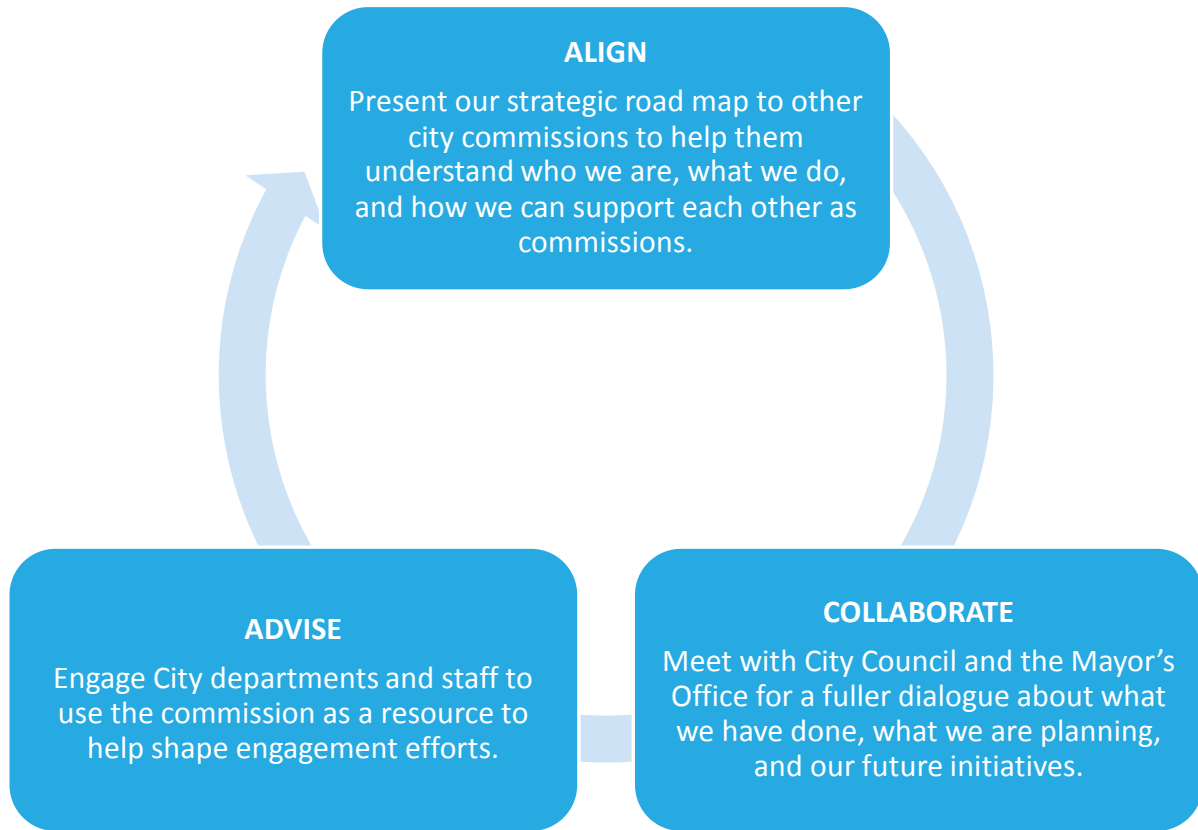 ALIGN
Present our strategic road map to other
city commissions to help them
understand who we are, what we do,
and how we can support each other as
commissions.
ADVISE
Engage City departments and staff to
use the commission as a resource to
help shape engagement efforts.
COLLABORATE
Meet with City Council and the Mayor’s
Office for a fuller dialogue about what
we have done, what we are planning,
and our future initiatives.